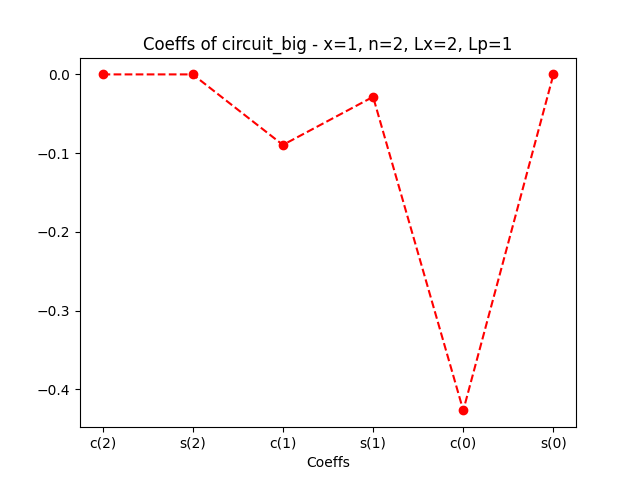 Coeffs of circuit_big - x=1, n=2, Lx=2, Lp=1
0.0
−0.1
−0.2
−0.3
−0.4
c(2) s(2) c(1) s(1) c(0) s(0)
Coeffs